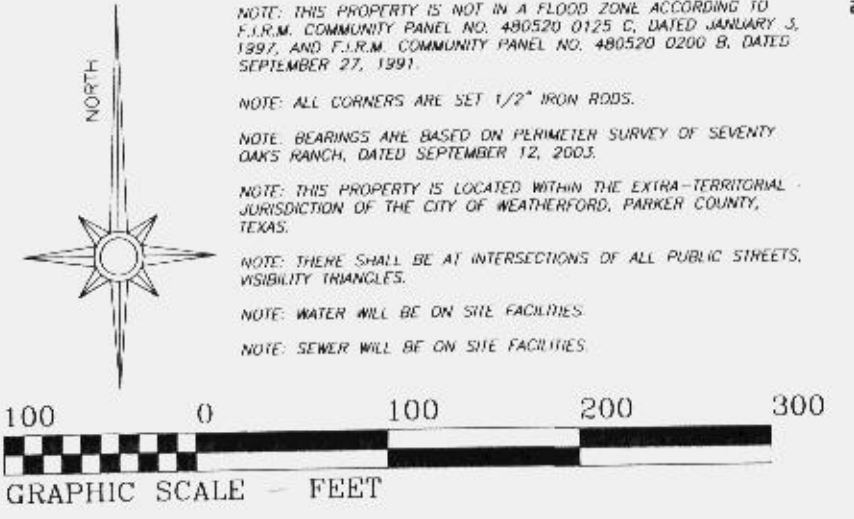 NOTE: THIS PROPERTY IS NOT IN A FLOOD ZONE ACCORDING TO
F.I.R.M. COMMUNITY PANEL NO. 480520 0125 C, DATED JANUARY 3,
1997, AND F.I.R.M. COMMUNITY PANEL NO. 480520 0200 B, DATED
SEPTEMBER 27, 1991.
NOTE: ALL CORNERS ARE SET 1/2" IRON RODS.
NORTH
NOTE: BEARINGS ARE BASED ON PERIMETER SURVEY OF SEVENTY
OAKS RANCH, DATED SEPTEMBER 12, 2003.
NOTE: THIS PROPERTY IS LOCATED WITHIN THE EXTRA-TERRITORIAL
JURISDICTION OF THE CITY OF WEATHERFORD, PARKER COUNTY,
TEXAS.
NOTE: THERE SHALL BE AT INTERSECTIONS OF ALL PUBLIC STREETS,
VISIBILITY TRIANGLES.
NOTE: WATER WILL BE ON SITE FACILITIES
NOTE: SEWER WILL BE ON SITE FACILITIES.
100 0 100 200 300
GRAPHIC SCALE - FEET